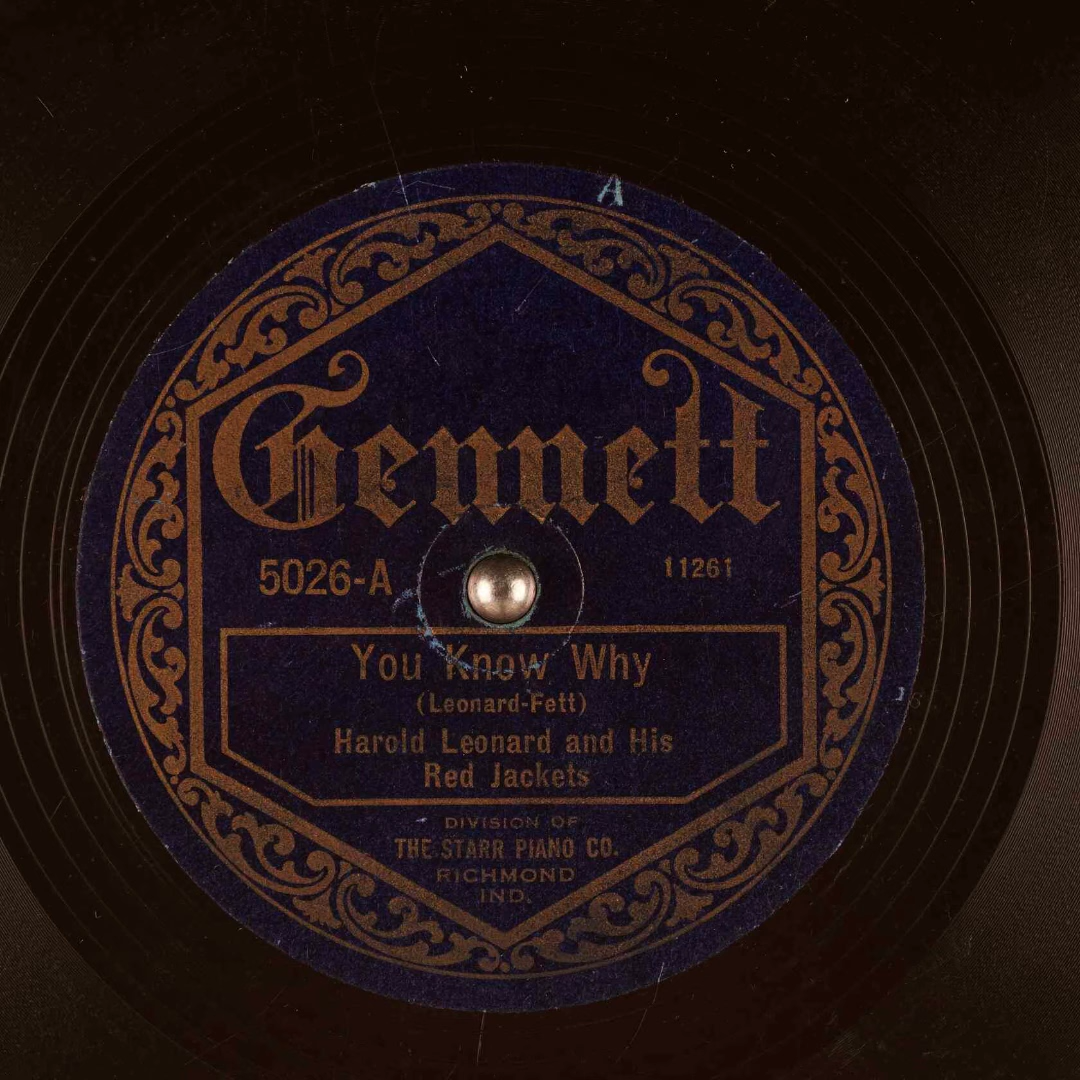 A
Gennett
5026-A 11261
You Know Why
(Leonard-Fett)
Harold Leonard and His
Red Jackets
DIVISION OF
THE STARR PIANO CO.
RICHMOND
IND.